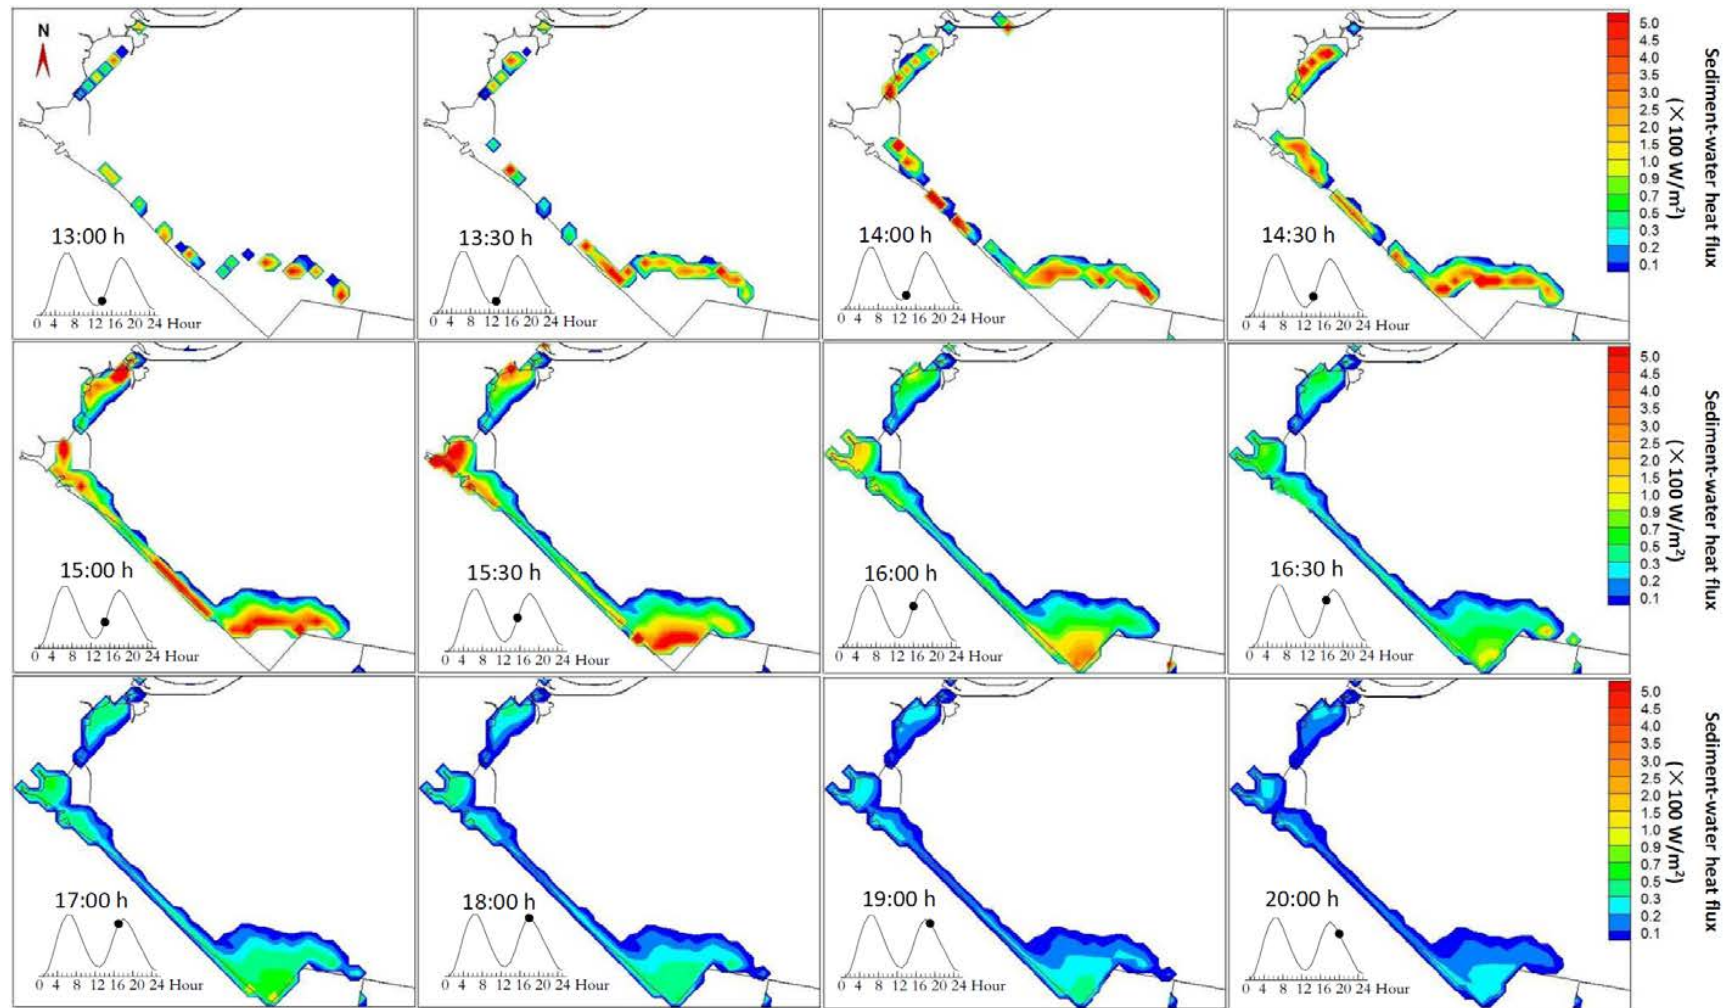 N
13:00 h
0 4 8 12 16 20 24 Hour
13:30 h
0 4 8 12 16 20 24 Hour
14:00 h
0 4 8 12 16 20 24 Hour
14:30 h
0 4 8 12 16 20 24 Hour
5.0
4.5
4.0
3.5
3.0
2.5
2.0
1.5
1.0
0.9
0.7
0.5
0.3
0.2
0.1
Sediment-water heat flux
(×100 W/m²)
15:00 h
0 4 8 12 16 20 24 Hour
15:30 h
0 4 8 12 16 20 24 Hour
16:00 h
0 4 8 12 16 20 24 Hour
16:30 h
0 4 8 12 16 20 24 Hour
5.0
4.5
4.0
3.5
3.0
2.5
2.0
1.5
1.0
0.9
0.7
0.5
0.3
0.2
0.1
Sediment-water heat flux
(×100 W/m²)
17:00 h
0 4 8 12 16 20 24 Hour
18:00 h
0 4 8 12 16 20 24 Hour
19:00 h
0 4 8 12 16 20 24 Hour
20:00 h
0 4 8 12 16 20 24 Hour
5.0
4.5
4.0
3.5
3.0
2.5
2.0
1.5
1.0
0.9
0.7
0.5
0.3
0.2
0.1
Sediment-water heat flux
(×100 W/m²)